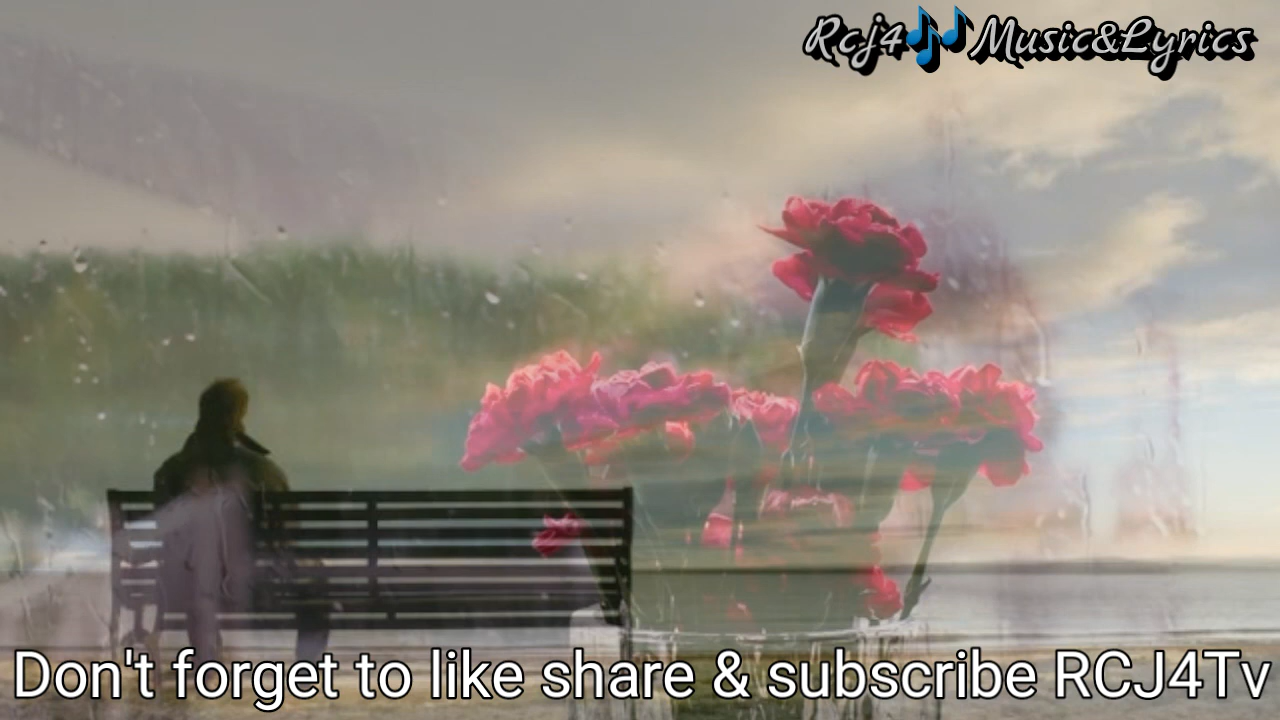 Rcj4🎵Music&Lyrics
Don't forget to like share & subscribe RCJ4Tv